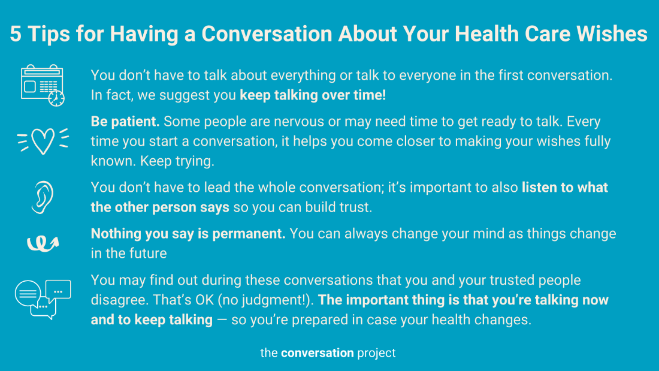 5 Tips for Having a Conversation About Your Health Care Wishes
You don't have to talk about everything or talk to everyone in the first conversation.
In fact, we suggest you keep talking over time!
Be patient. Some people are nervous or may need time to get ready to talk. Every
time you start a conversation, it helps you come closer to making your wishes fully
known. Keep trying.
You don't have to lead the whole conversation; it's important to also listen to what
the other person says so you can build trust.
Nothing you say is permanent. You can always change your mind as things change
in the future
You may find out during these conversations that you and your trusted people
disagree. That's OK (no judgment!). The important thing is that you're talking now
and to keep talking — so you're prepared in case your health changes.
the conversation project